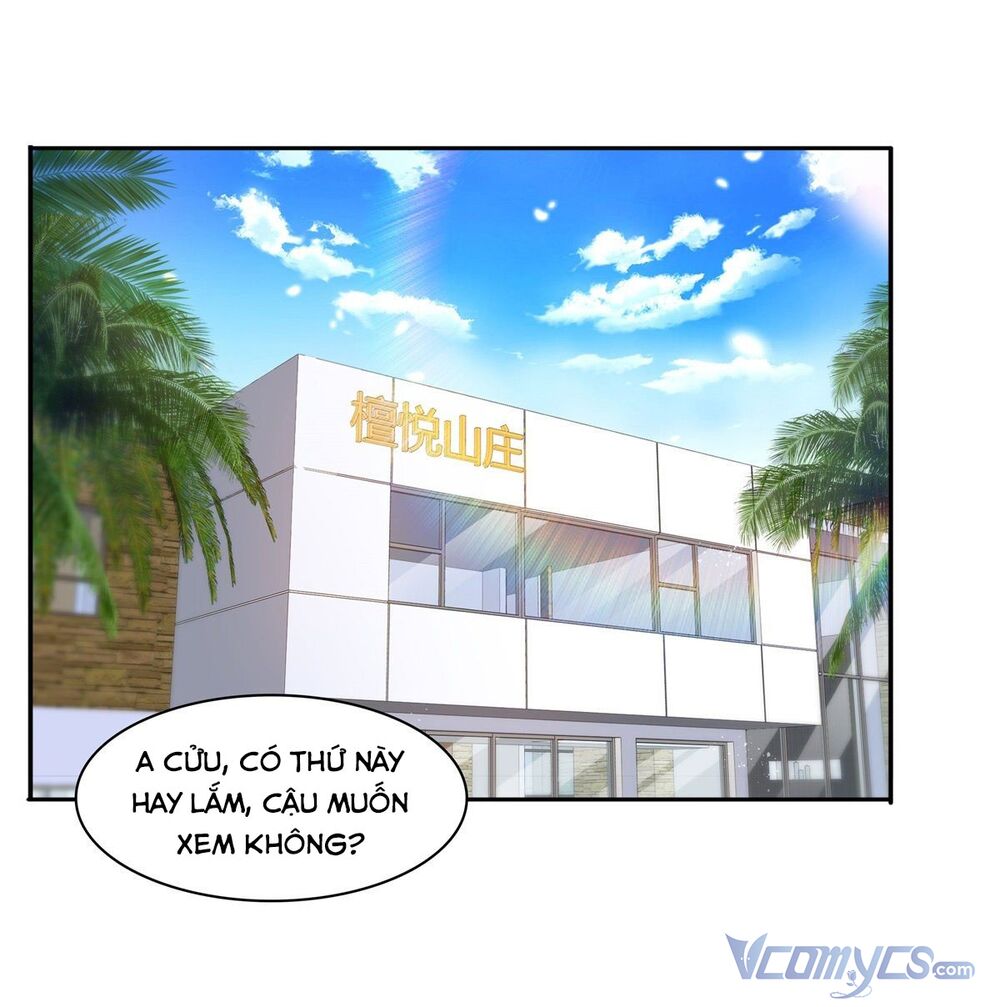 檀悦山庄
A CỬU, CÓ THỨ NÀY
HAY LẮM, CẬU MUỐN
XEM KHÔNG?
VCOMYCS.com